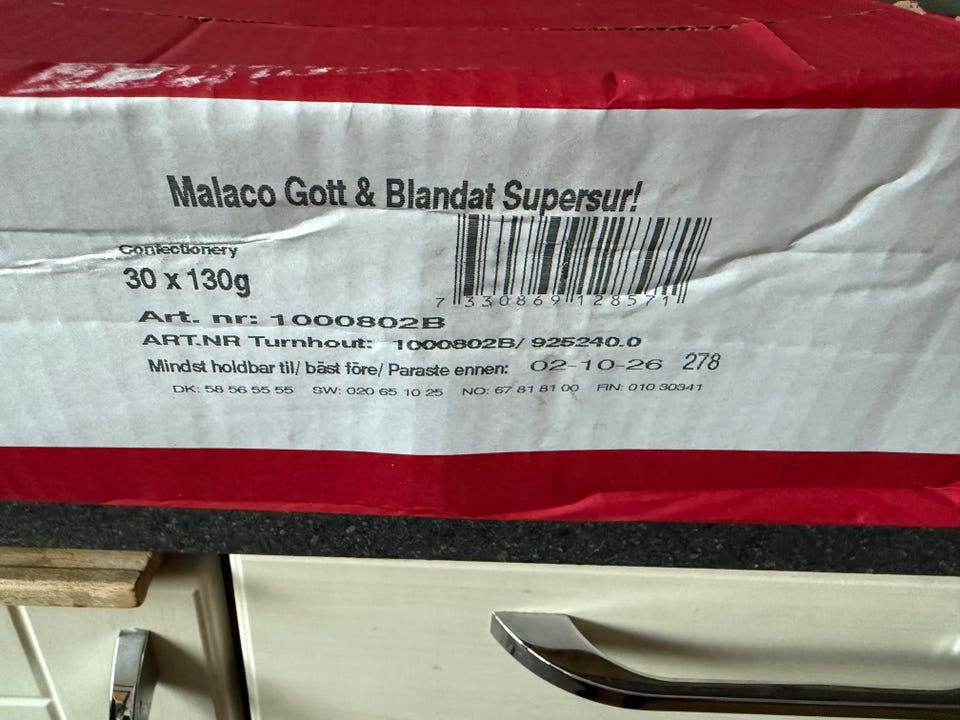 Malaco Gott & Blandat Supersur!
Confectionery
30 x 130g
7 330869 128571
Art. nr: 1000802B
ART.NR Turnhout: 1000802B/ 925240.0
Mindst holdbar til/ bäst före/ Paraste ennen: 02-10-26 278
DK: 58 56 55 55 SW: 020 65 10 25 NO: 67 81 81 00 FIN: 010 30341